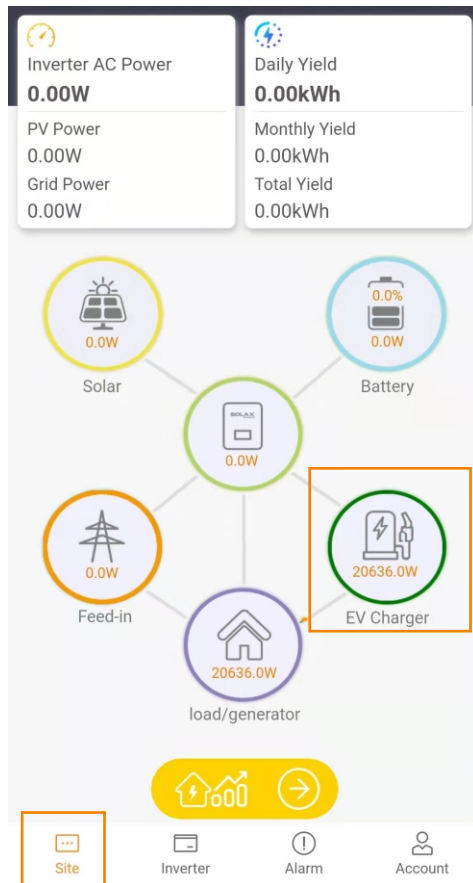 Inverter AC Power
0.00W
PV Power
0.00W
Grid Power
0.00W
Daily Yield
0.00kWh
Monthly Yield
0.00kWh
Total Yield
0.00kWh
0.0W
Solar
0.0%
0.0W
Battery
SOLAX
0.0W
0.0W
Feed-in
20636.0W
EV Charger
20636.0W
load/generator
Site
Inverter
Alarm
Account